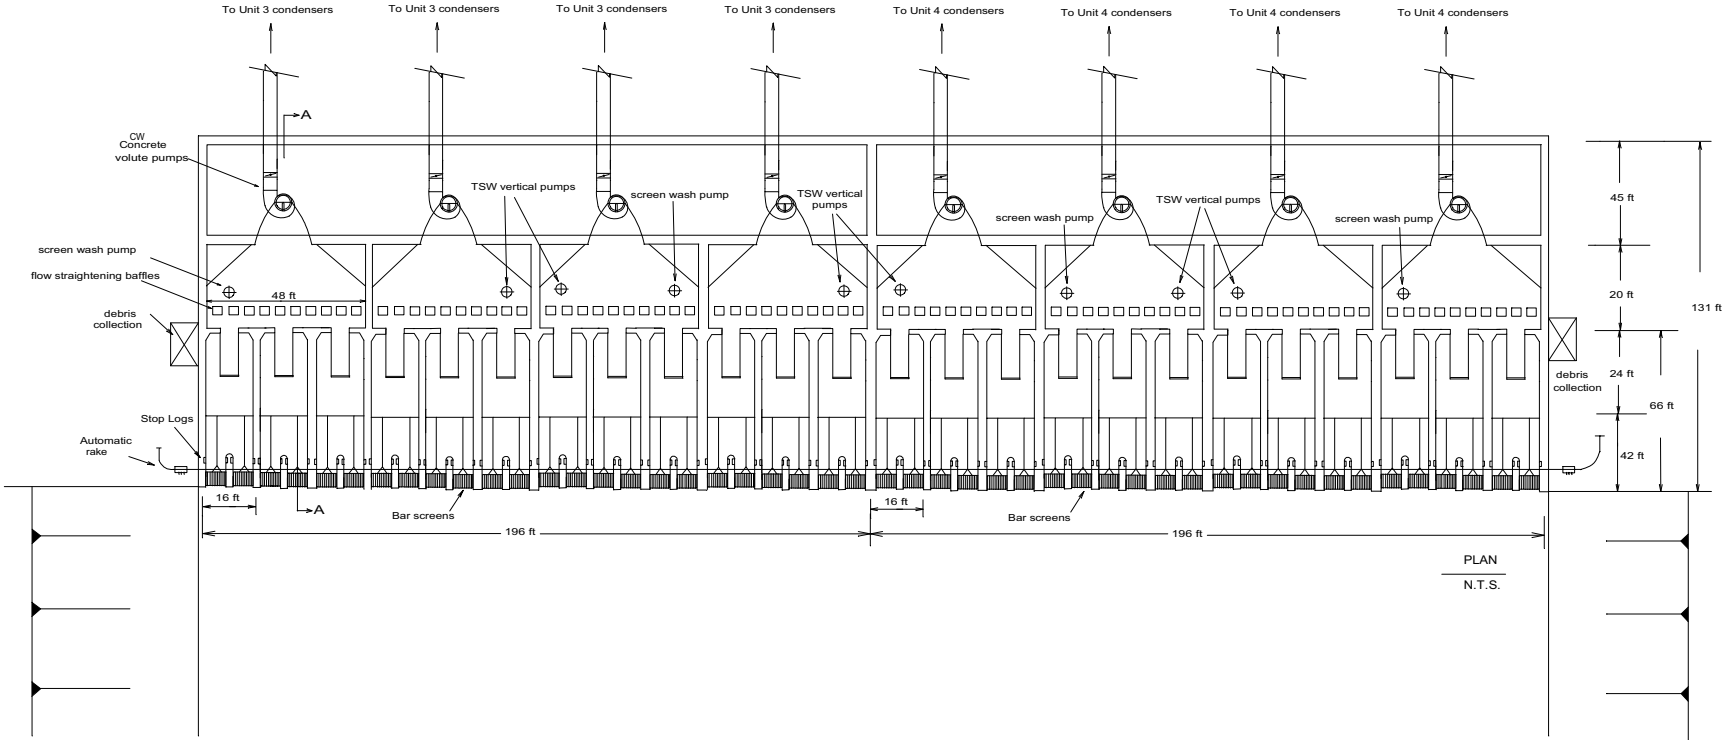 To Unit 3 condensers
To Unit 3 condensers
To Unit 3 condensers
To Unit 3 condensers
To Unit 4 condensers
To Unit 4 condensers
To Unit 4 condensers
To Unit 4 condensers
A
CW
Concrete
volute pumps
TSW vertical pumps
screen wash pump
TSW vertical
pumps
screen wash pump
TSW vertical pumps
screen wash pump
45 ft
screen wash pump
flow straightening baffles
48 ft
20 ft
131 ft
debris
collection
24 ft
debris
collection
66 ft
Stop Logs
Automatic
rake
42 ft
16 ft
A
Bar screens
16 ft
Bar screens
196 ft
196 ft
PLAN
N.T.S.